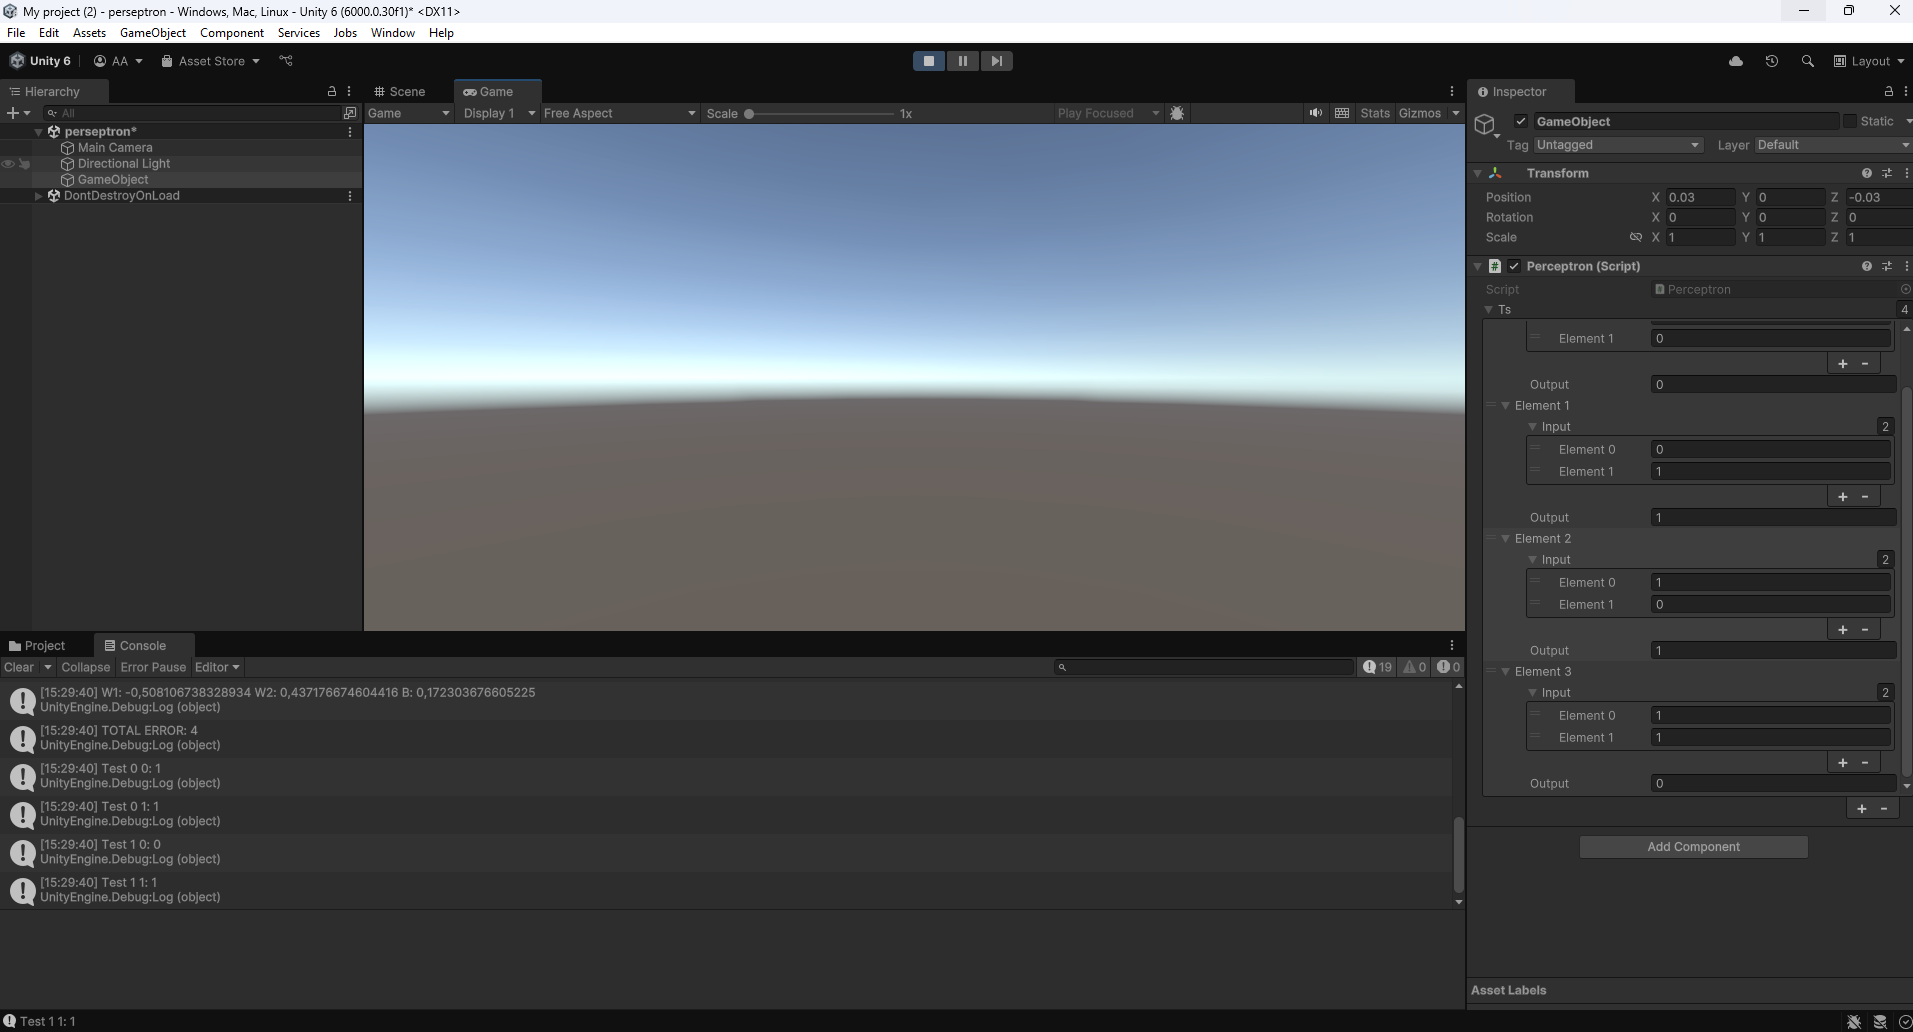 My project (2) - perseptron - Windows, Mac, Linux - Unity 6 (6000.0.30f1)* <DX11>
File Edit Assets GameObject Component Services Jobs Window Help
Unity 6 AA Asset Store Layout
Hierarchy
All
perseptron*
Main Camera
Directional Light
GameObject
DontDestroyOnLoad
Scene Game
Game Display 1 Free Aspect Scale 1x Play Focused Stats Gizmos
Inspector
GameObject Static
Tag Untagged Layer Default
Transform
Position X 0.03 Y 0 Z -0.03
Rotation X 0 Y 0 Z 0
Scale X 1 Y 1 Z 1
# Perceptron (Script)
Script Perceptron
Ts 4
Element 1 0
+ -
Output 0
Element 1
Input 2
Element 0 0
Element 1 1
+ -
Output 1
Element 2
Input 2
Element 0 1
Element 1 0
+ -
Output 1
Element 3
Input 2
Element 0 1
Element 1 1
+ -
Output 0
+ -
Add Component
Asset Labels
Project Console
Clear Collapse Error Pause Editor 19 0 0
[15:29:40] W1: -0,508106738328934 W2: 0,437176674604416 B: 0,172303676605225
UnityEngine.Debug:Log (object)
[15:29:40] TOTAL ERROR: 4
UnityEngine.Debug:Log (object)
[15:29:40] Test 0 0: 1
UnityEngine.Debug:Log (object)
[15:29:40] Test 0 1: 1
UnityEngine.Debug:Log (object)
[15:29:40] Test 1 0: 0
UnityEngine.Debug:Log (object)
[15:29:40] Test 1 1: 1
UnityEngine.Debug:Log (object)
Test 1 1: 1